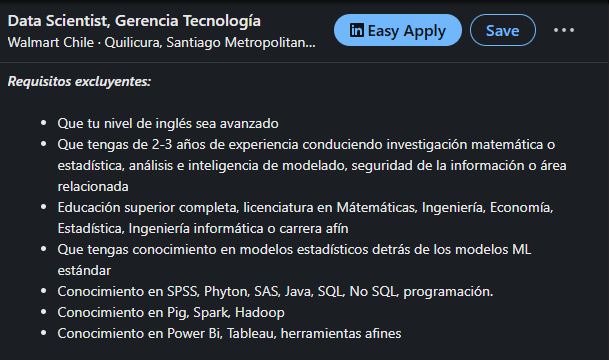 Data Scientist, Gerencia Tecnología
Walmart Chile · Quilicura, Santiago Metropolitan...
in Easy Apply
Save
Requisitos excluyentes:
• Que tu nivel de inglés sea avanzado
• Que tengas de 2-3 años de experiencia conduciendo investigación matemática o
estadística, análisis e inteligencia de modelado, seguridad de la información o área
relacionada
• Educación superior completa, licenciatura en Mátemáticas, Ingeniería, Economía,
Estadística, Ingeniería informática o carrera afín
• Que tengas conocimiento en modelos estadísticos detrás de los modelos ML
estándar
• Conocimiento en SPSS, Phyton, SAS, Java, SQL, No SQL, programación.
• Conocimiento en Pig, Spark, Hadoop
• Conocimiento en Power Bi, Tableau, herramientas afines